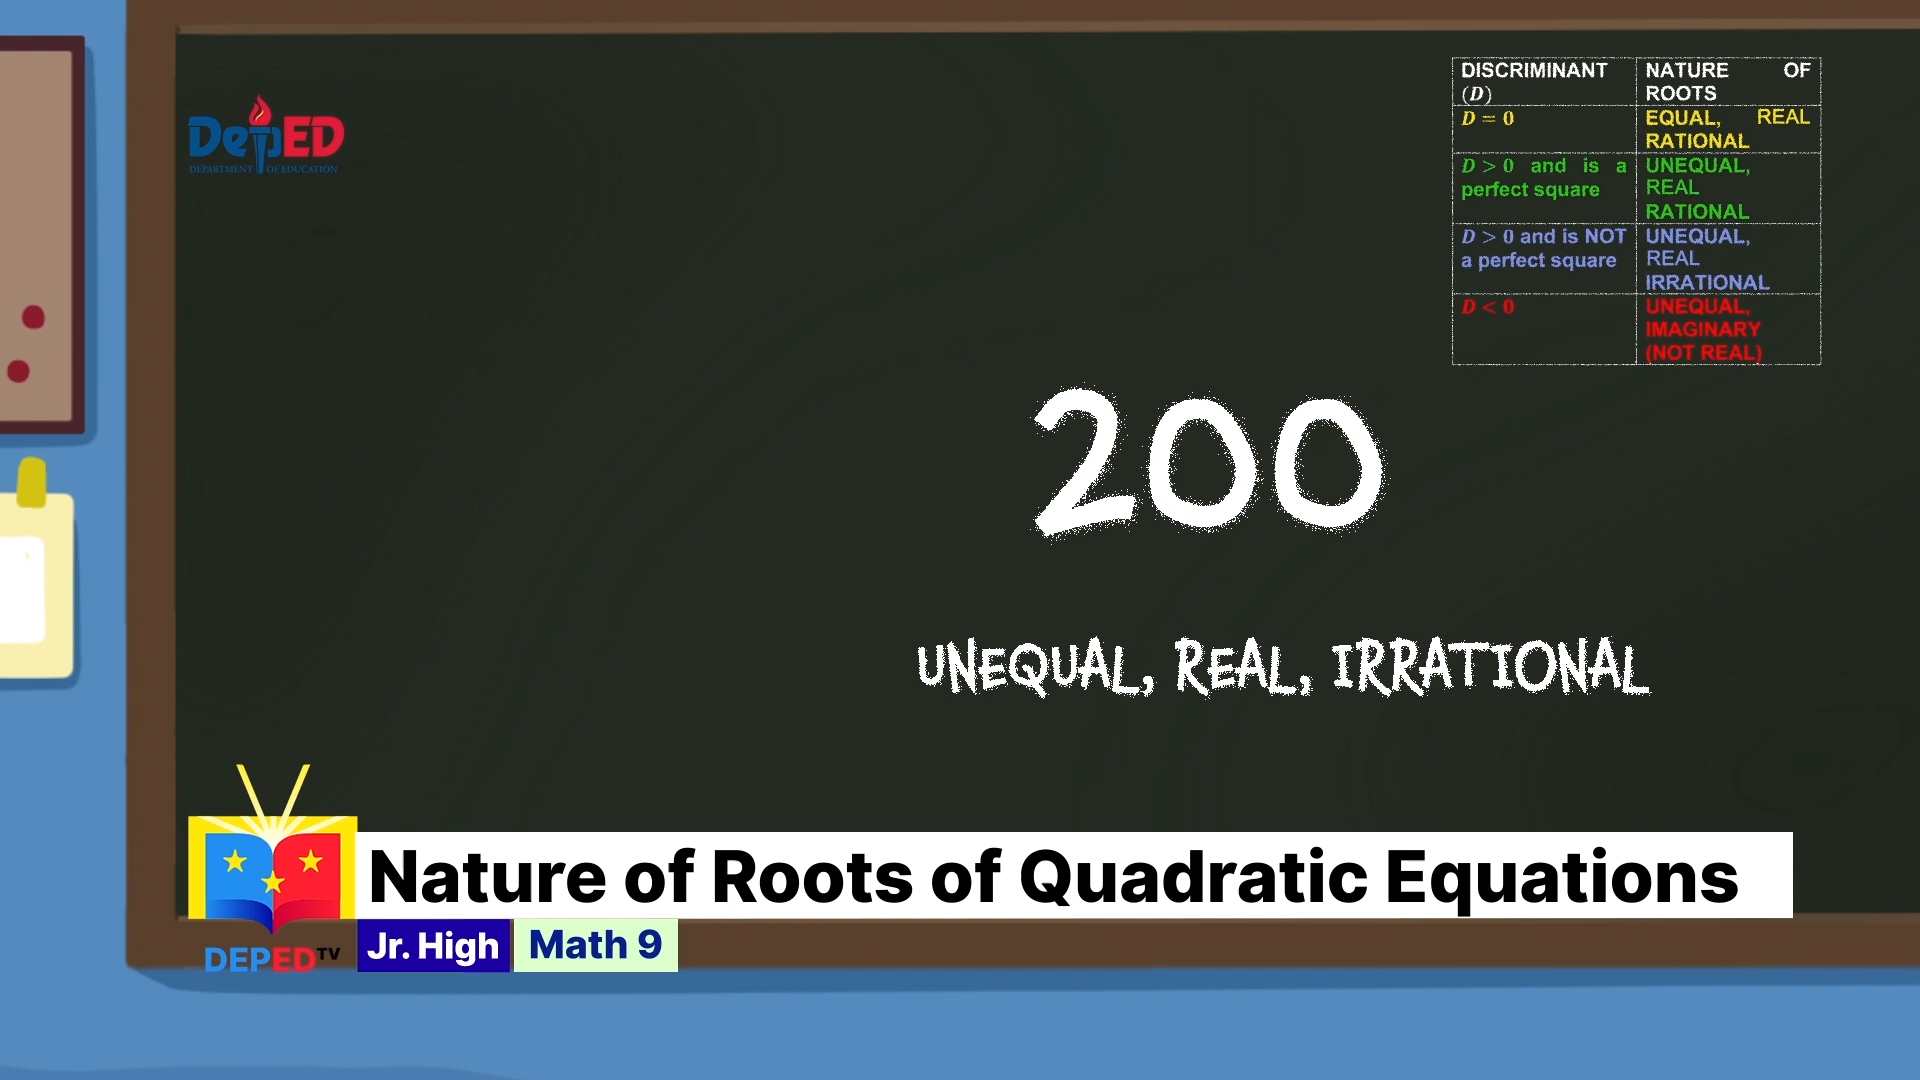 DepED
DEPARTMENT OF EDUCATION
DISCRIMINANT (D)
NATURE OF ROOTS
D = 0
EQUAL, REAL
RATIONAL
D > 0 and is a
perfect square
UNEQUAL,
REAL
RATIONAL
D > 0 and is NOT
a perfect square
UNEQUAL,
REAL
IRRATIONAL
D < 0
UNEQUAL,
IMAGINARY
(NOT REAL)
200
UNEQUAL, REAL, IRRATIONAL
Nature of Roots of Quadratic Equations
DEPED TV
Jr. High
Math 9